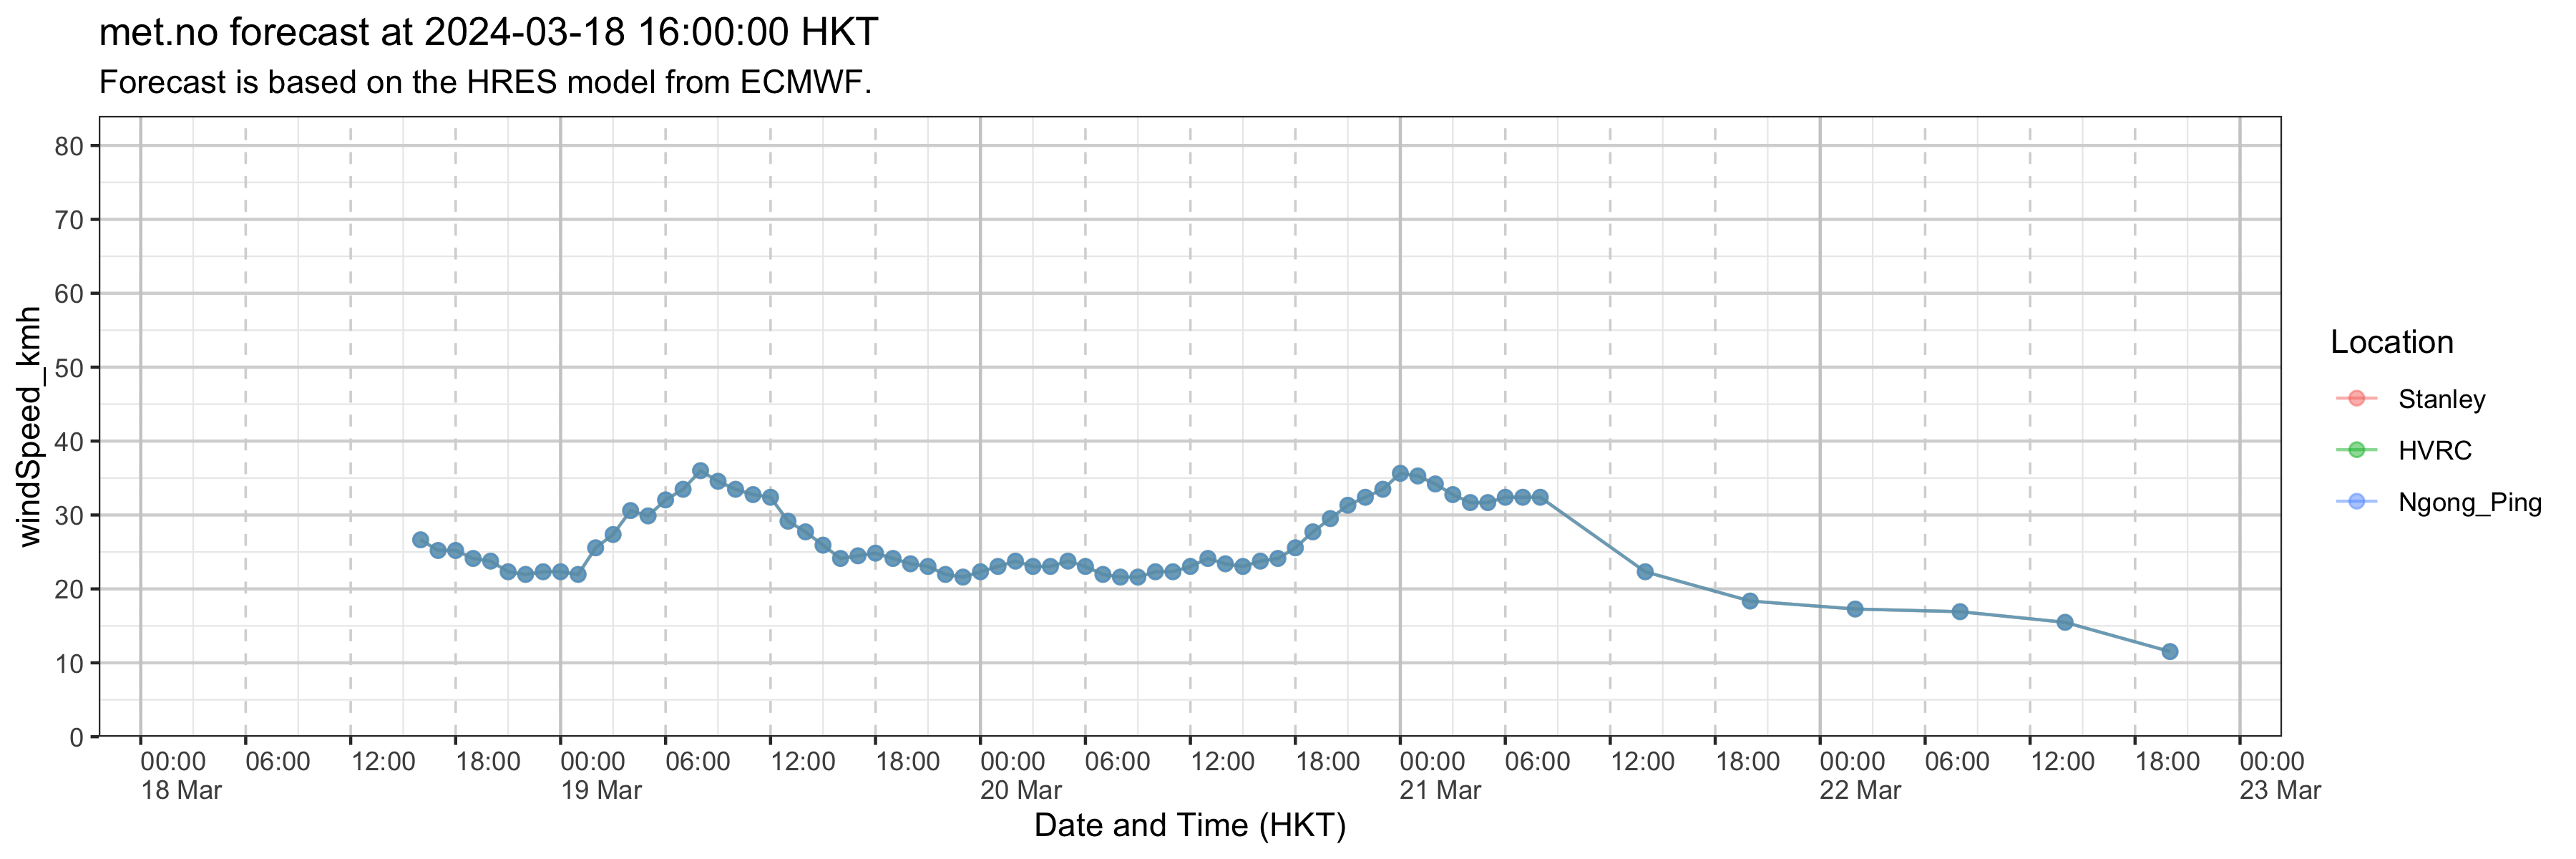 met.no forecast at 2024-03-18 16:00:00 HKT
Forecast is based on the HRES model from ECMWF.
windSpeed_kmh
80
70
60
50
40
30
20
10
0
00:00 06:00 12:00 18:00 00:00 06:00 12:00 18:00 00:00 06:00 12:00 18:00 00:00 06:00 12:00 18:00 00:00 06:00 12:00 18:00 00:00
18 Mar 19 Mar 20 Mar 21 Mar 22 Mar 23 Mar
Date and Time (HKT)
Location
Stanley
HVRC
Ngong_Ping